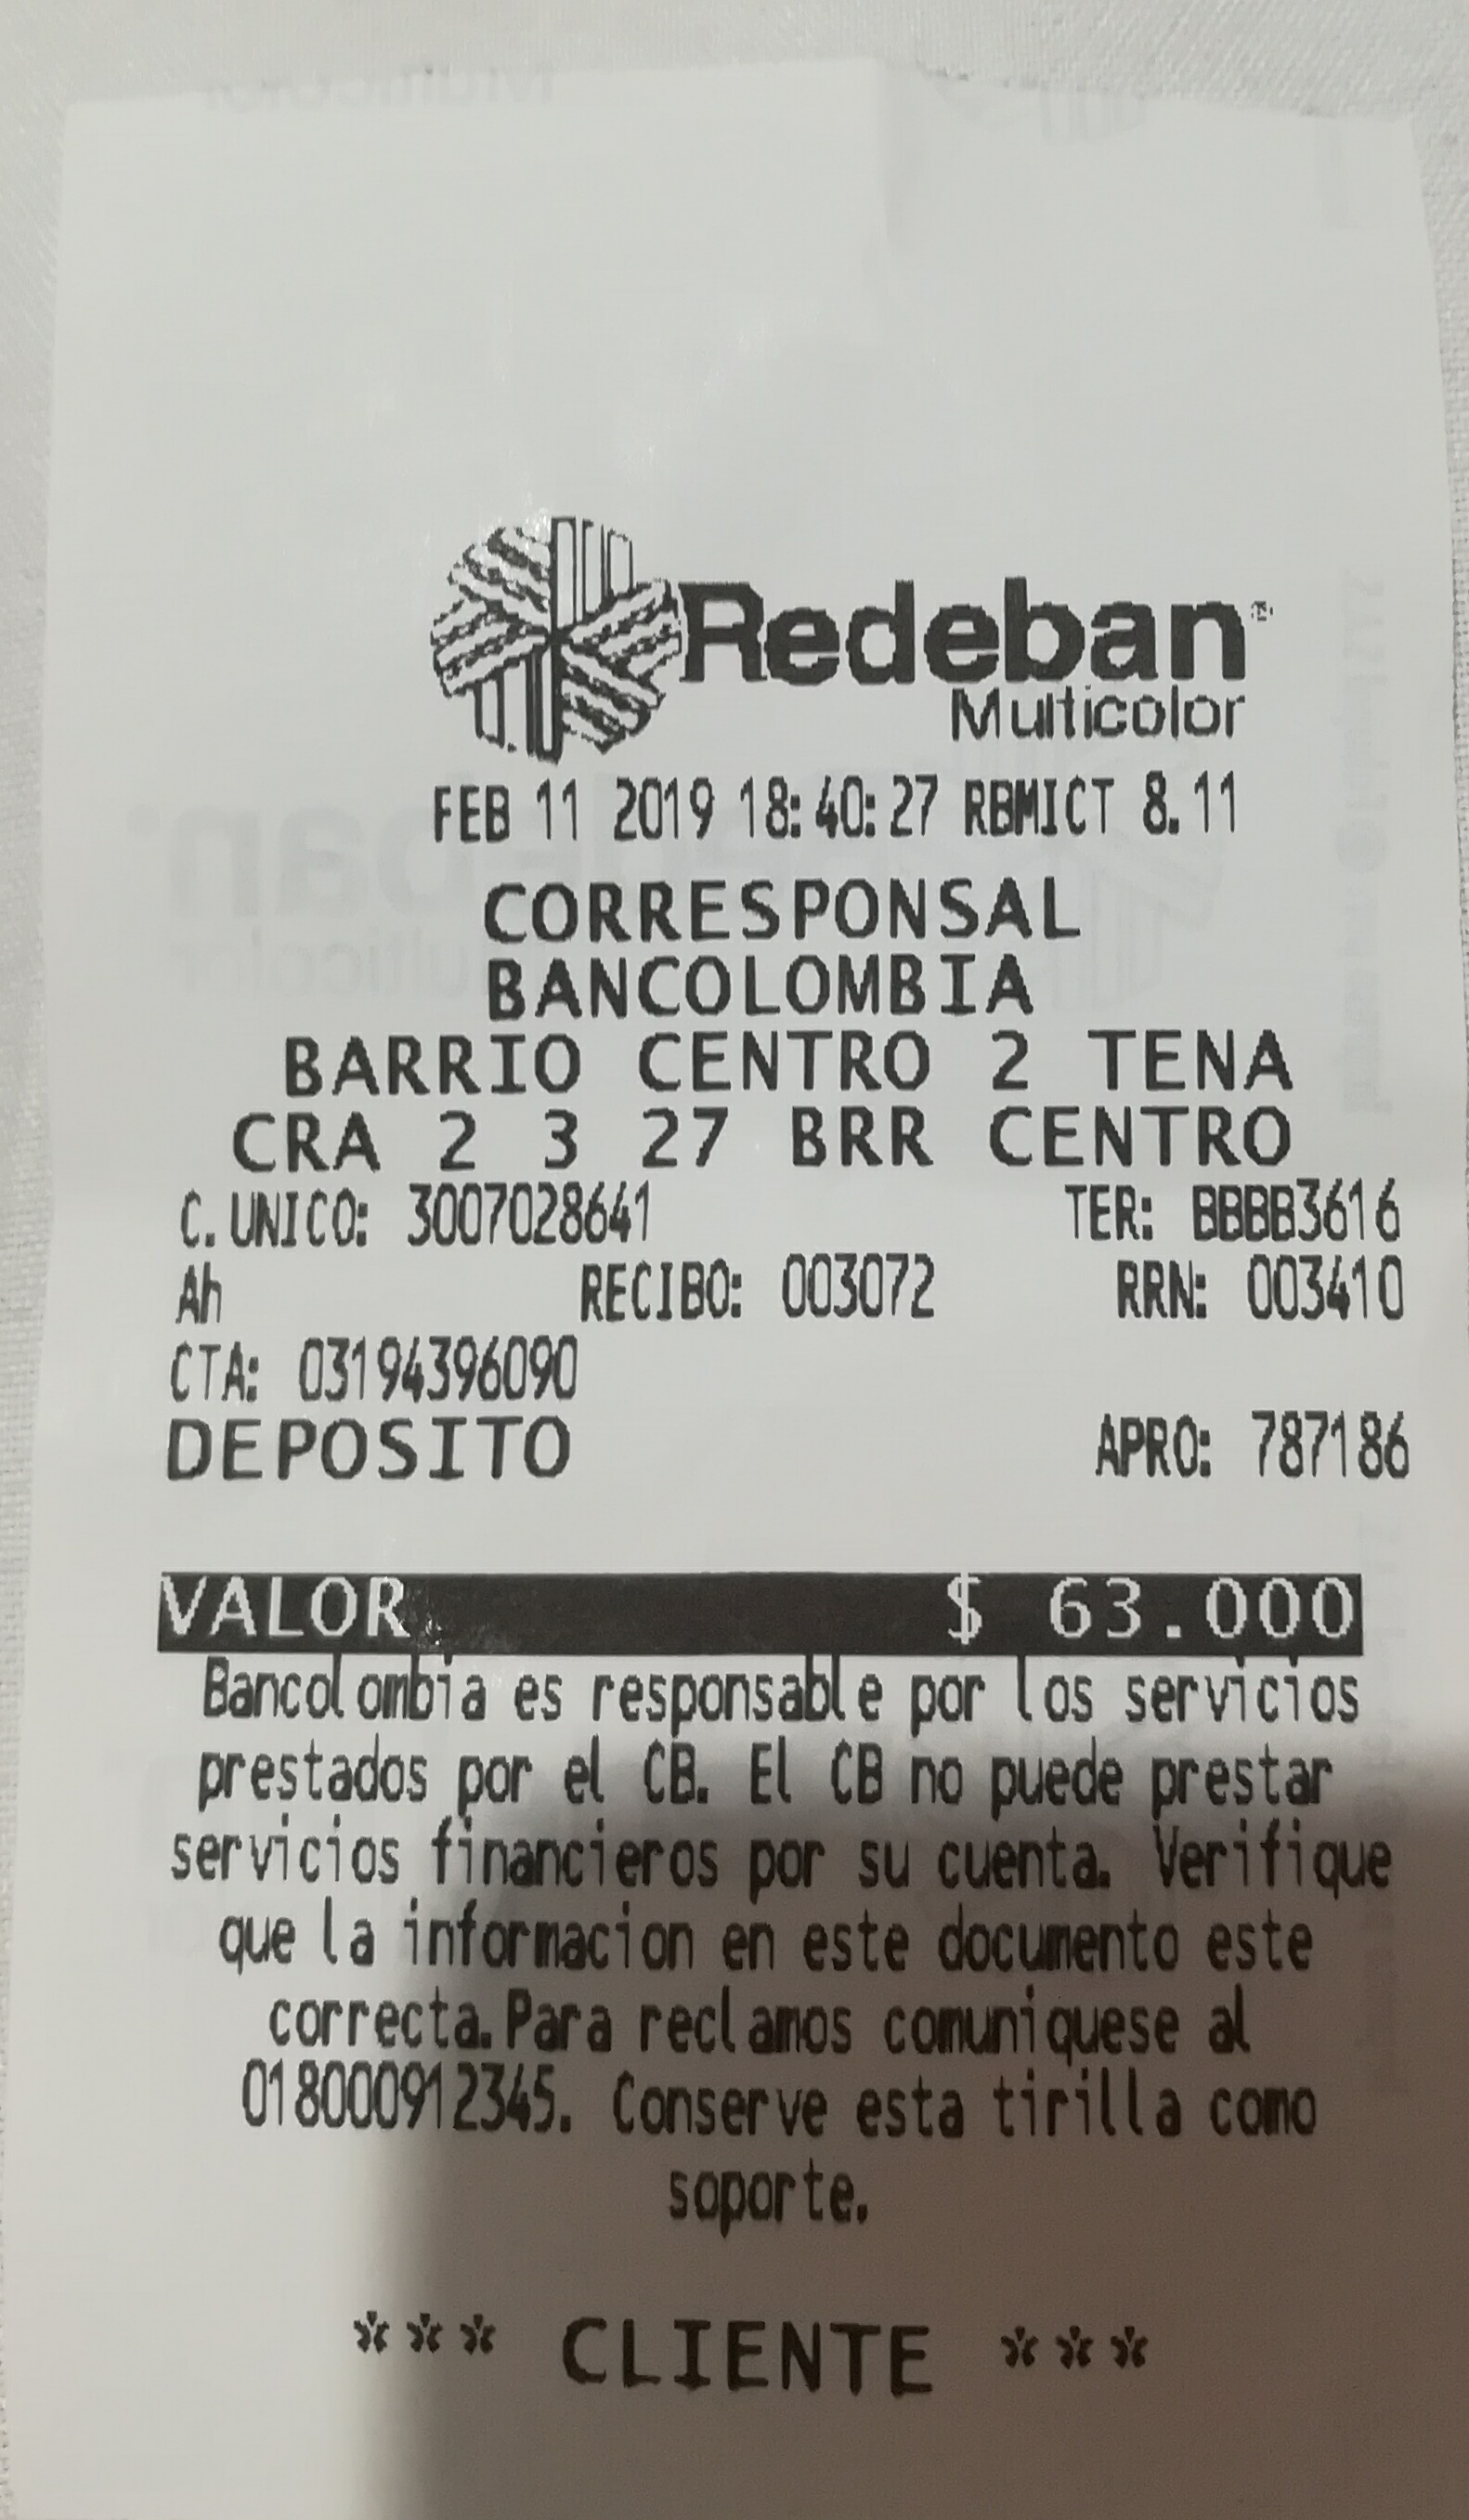 Redeban®
Multicolor
FEB 11 2019 18:40:27 RBMICT 8.11
CORRESPONSAL
BANCOLOMBIA
BARRIO CENTRO 2 TENA
CRA 2 3 27 BRR CENTRO
C.UNICO: 3007028641 TER: BBBB3616
Ah RECIBO: 003072 RRN: 003410
CTA: 03194396090
DEPOSITO APRO: 787186
VALOR $ 63.000
Bancolombia es responsable por los servicios
prestados por el CB. El CB no puede prestar
servicios financieros por su cuenta. Verifique
que la informacion en este documento este
correcta.Para reclamos comuniquese al
018000912345. Conserve esta tirilla como
soporte.
*** CLIENTE ***